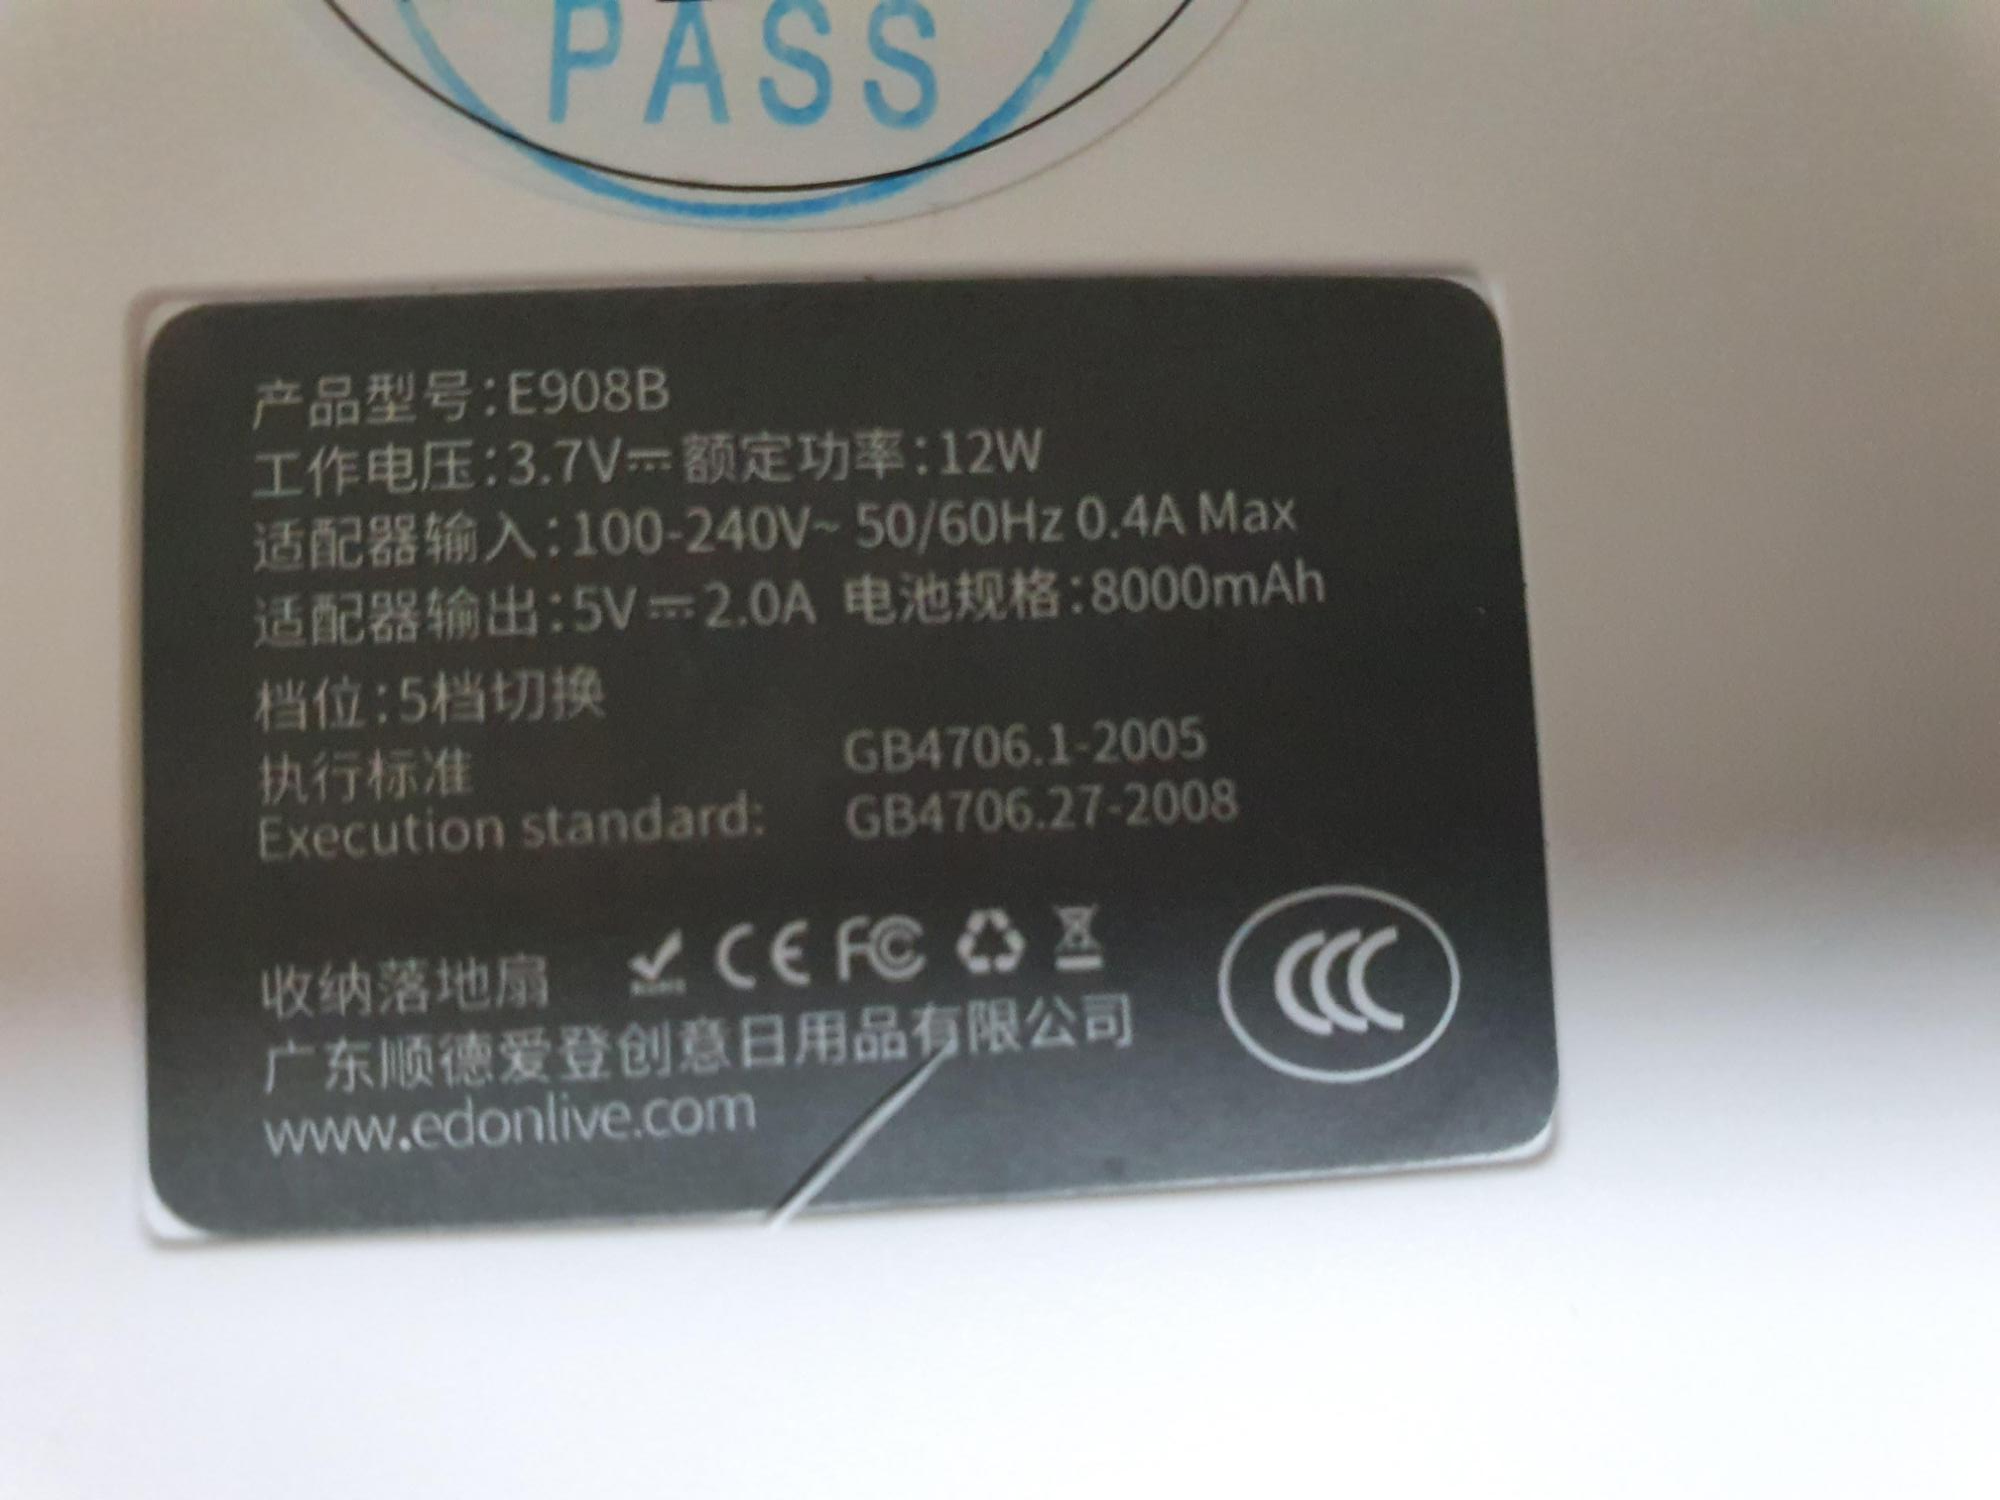 PASS
产品型号:E908B
工作电压:3.7V⎓额定功率:12W
适配器输入:100-240V~ 50/60Hz 0.4A Max
适配器输出:5V⎓2.0A 电池规格:8000mAh
档位:5档切换
执行标准 GB4706.1-2005
Execution standard: GB4706.27-2008
收纳落地扇 CE FC CCC
广东顺德爱登创意日用品有限公司
www.edonlive.com